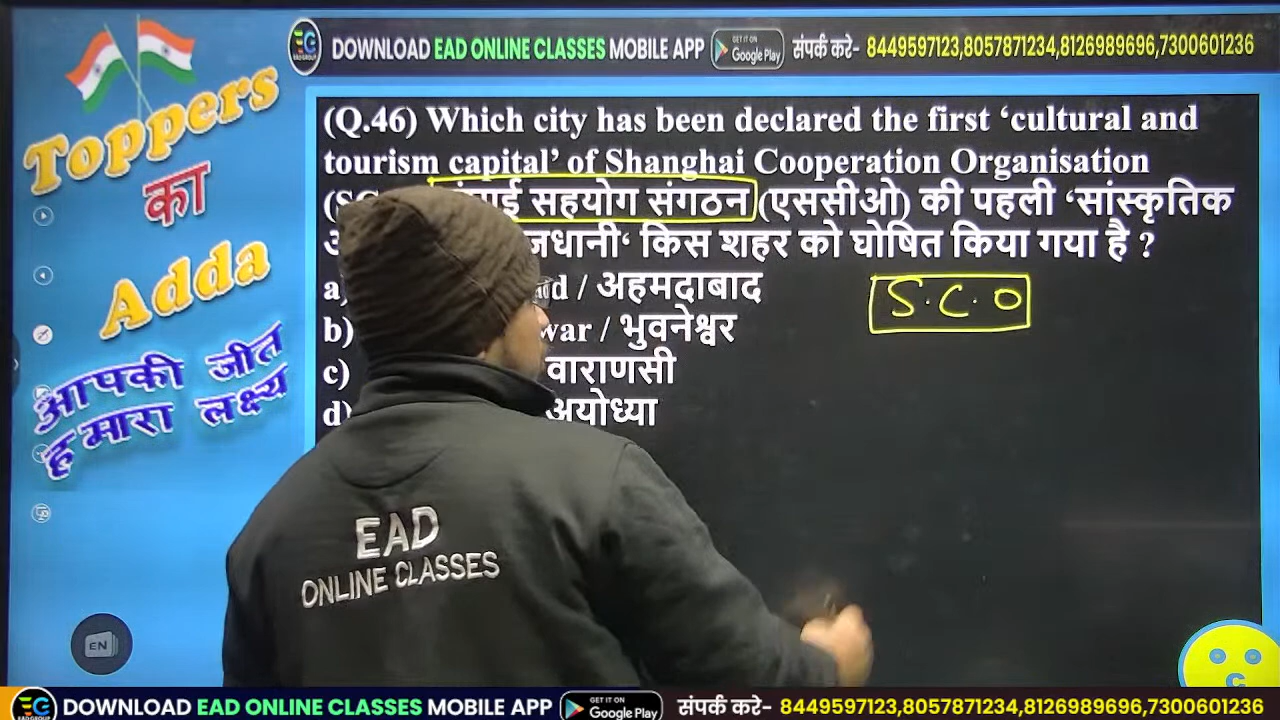 DOWNLOAD EAD ONLINE CLASSES MOBILE APP GET IT ON Google Play संपर्क करे- 8449597123,8057871234,8126989696,7300601236
Toppers
का
Adda
आपकी जीत
हमारा लक्ष्य
(Q.46) Which city has been declared the first ‘cultural and
tourism capital’ of Shanghai Cooperation Organisation
सहयोग संगठन (एससीओ) की पहली ‘सांस्कृतिक
किस शहर को घोषित किया गया है ?
a) / अहमदाबाद
b) / भुवनेश्वर
c) वाराणसी
d) अयोध्या
S.C.O
EAD
ONLINE CLASSES
EN
EG EAD GROUP DOWNLOAD EAD ONLINE CLASSES MOBILE APP GET IT ON Google Play संपर्क करे- 8449597123,8057871234,8126989696,7300601236